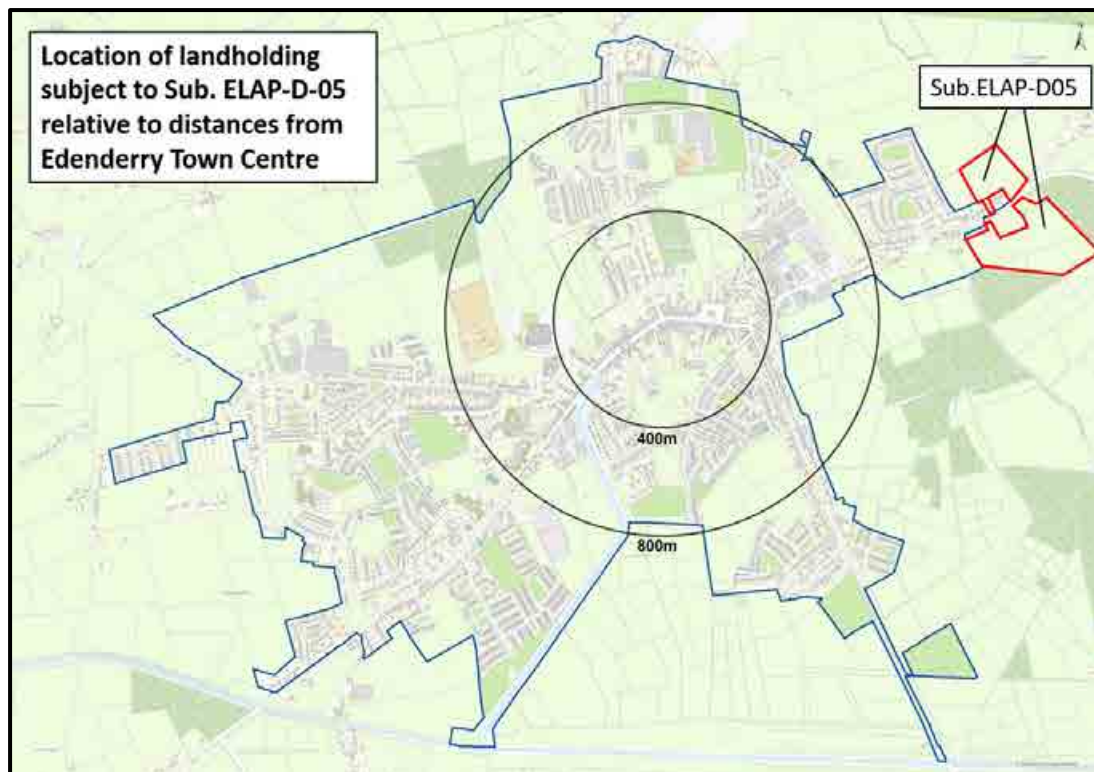 Location of landholding
subject to Sub. ELAP-D-05
relative to distances from
Edenderry Town Centre
Sub.ELAP-D05
400m
800m